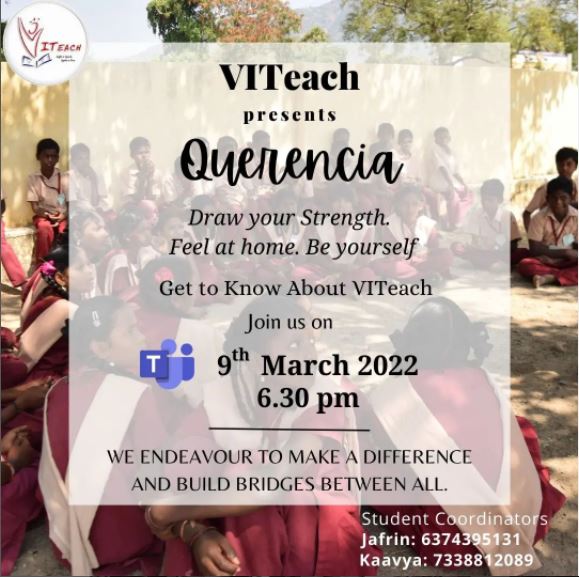 VITEACH
VITeach
presents
Querencia
Draw your Strength.
Feel at home. Be yourself
Get to Know About VITeach
Join us on
T
9th March 2022
6.30 pm
WE ENDEAVOUR TO MAKE A DIFFERENCE
AND BUILD BRIDGES BETWEEN ALL.
Student Coordinators
Jafrin: 6374395131
Kaavya: 7338812089